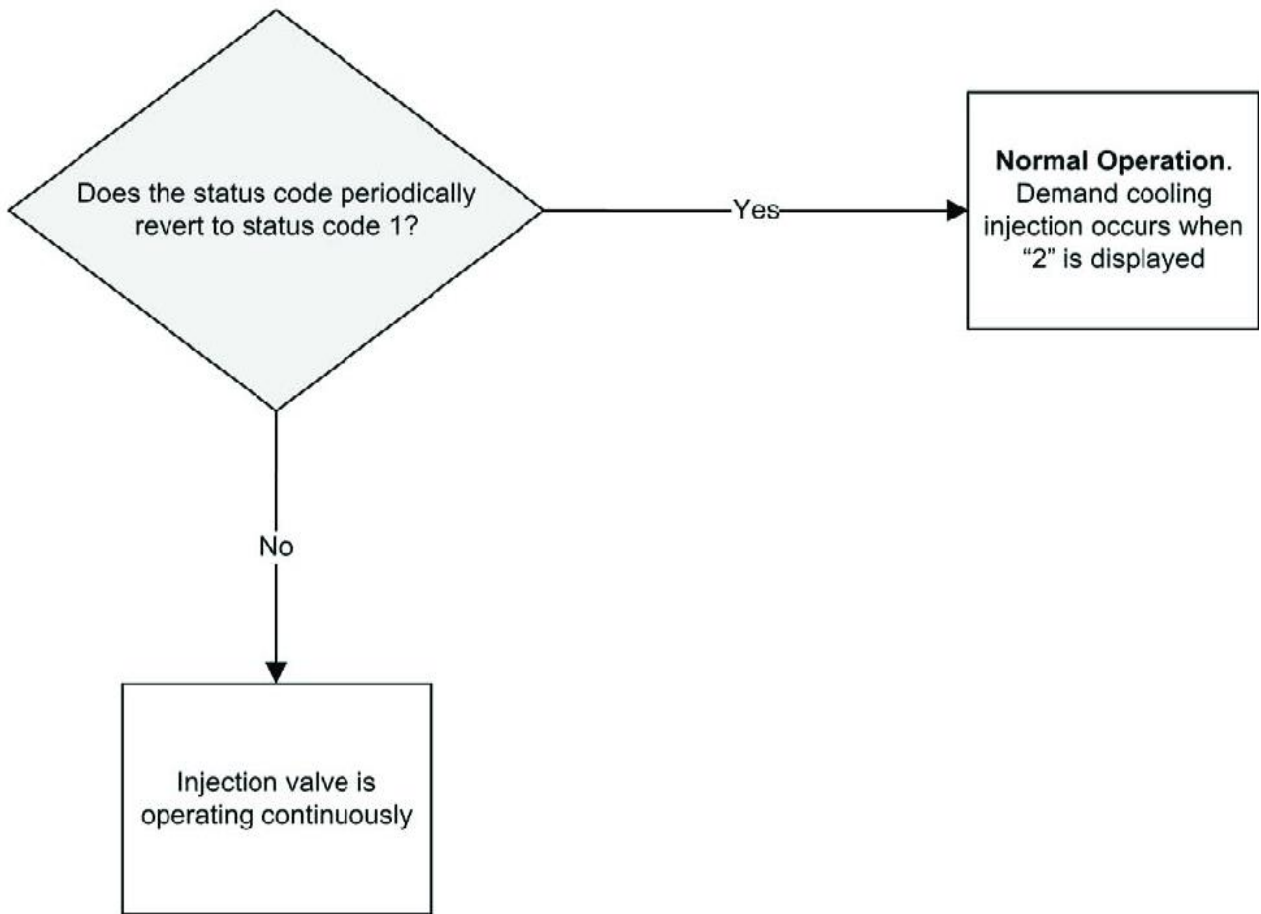 Does the status code periodically
revert to status code 1?
Yes
Normal Operation.
Demand cooling
injection occurs when
“2” is displayed
No
Injection valve is
operating continuously